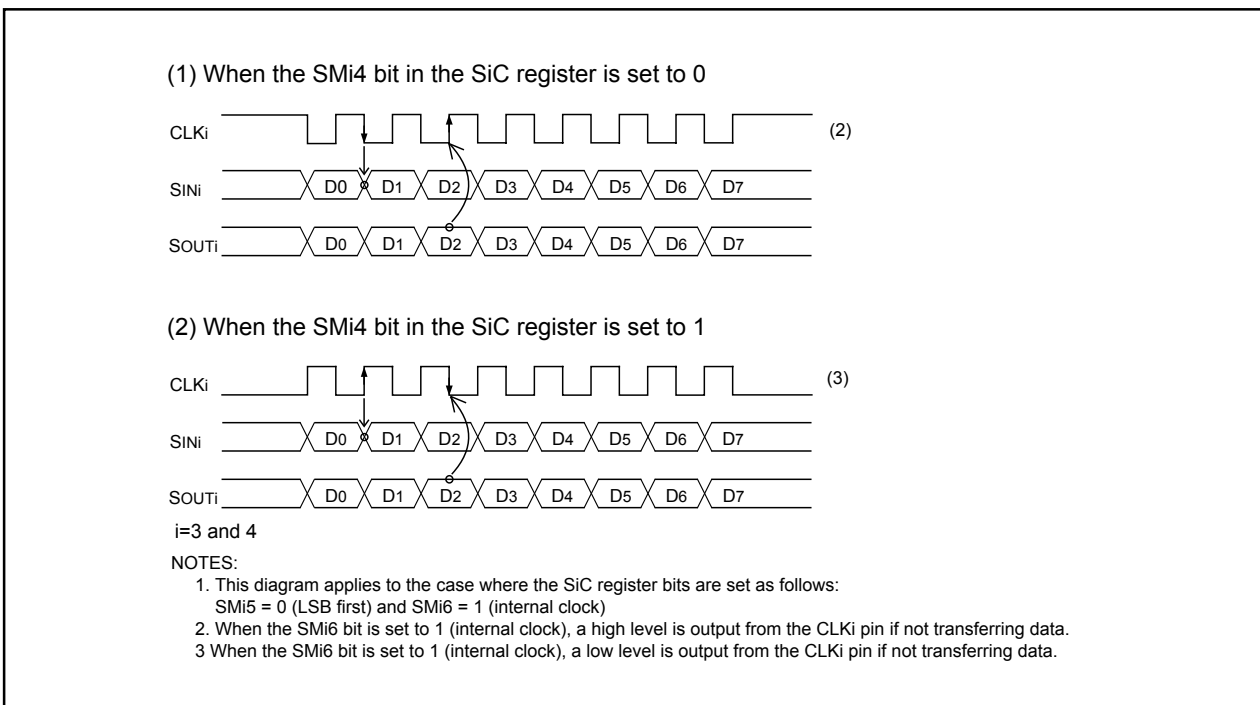 (1) When the SMi4 bit in the SiC register is set to 0
CLKi
(2)
SINi
D0 D1 D2 D3 D4 D5 D6 D7
SOUTi
D0 D1 D2 D3 D4 D5 D6 D7
(2) When the SMi4 bit in the SiC register is set to 1
CLKi
(3)
SINi
D0 D1 D2 D3 D4 D5 D6 D7
SOUTi
D0 D1 D2 D3 D4 D5 D6 D7
i=3 and 4
NOTES:
1. This diagram applies to the case where the SiC register bits are set as follows:
SMi5 = 0 (LSB first) and SMi6 = 1 (internal clock)
2. When the SMi6 bit is set to 1 (internal clock), a high level is output from the CLKi pin if not transferring data.
3 When the SMi6 bit is set to 1 (internal clock), a low level is output from the CLKi pin if not transferring data.